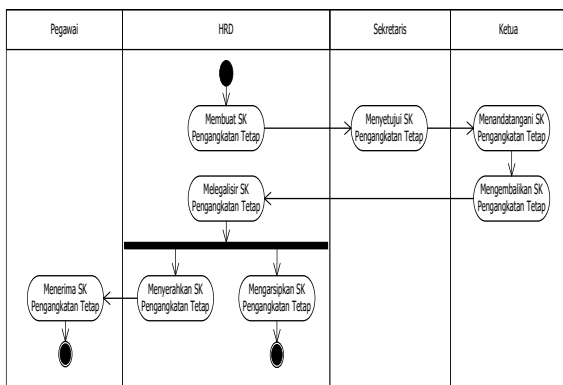 Pegawai
HRD
Sekretaris
Ketua
Membuat SK
Pengangkatan Tetap
Menyetujui SK
Pengangkatan Tetap
Menandatangani SK
Pengangkatan Tetap
Melegalisir SK
Pengangkatan Tetap
Mengembalikan SK
Pengangkatan Tetap
Menerima SK
Pengangkatan Tetap
Menyerahkan SK
Pengangkatan Tetap
Mengarsipkan SK
Pengangkatan Tetap